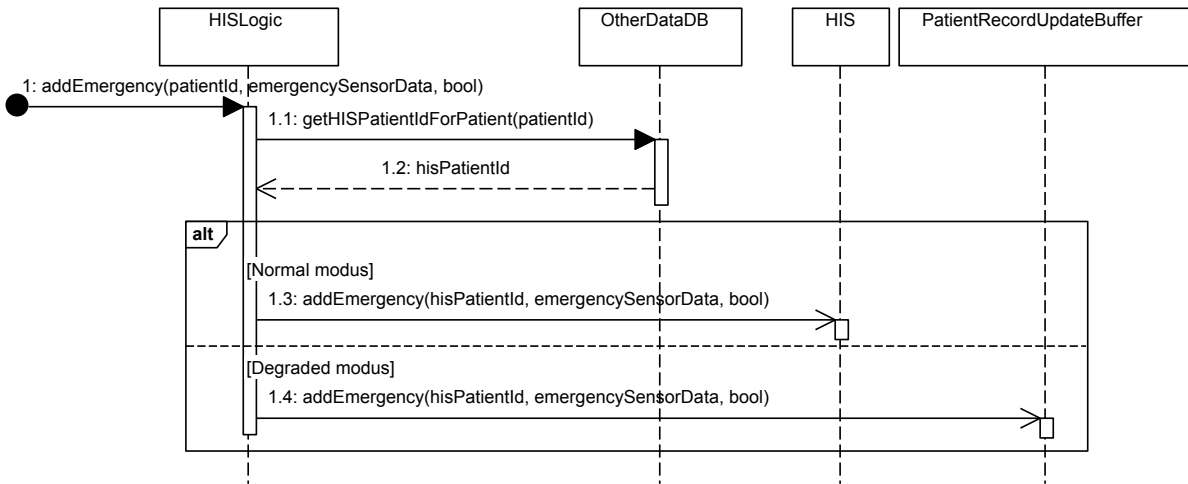 HISLogic
OtherDataDB
HIS
PatientRecordUpdateBuffer
1: addEmergency(patientId, emergencySensorData, bool)
1.1: getHISPatientIdForPatient(patientId)
1.2: hisPatientId
alt
[Normal modus]
1.3: addEmergency(hisPatientId, emergencySensorData, bool)
[Degraded modus]
1.4: addEmergency(hisPatientId, emergencySensorData, bool)